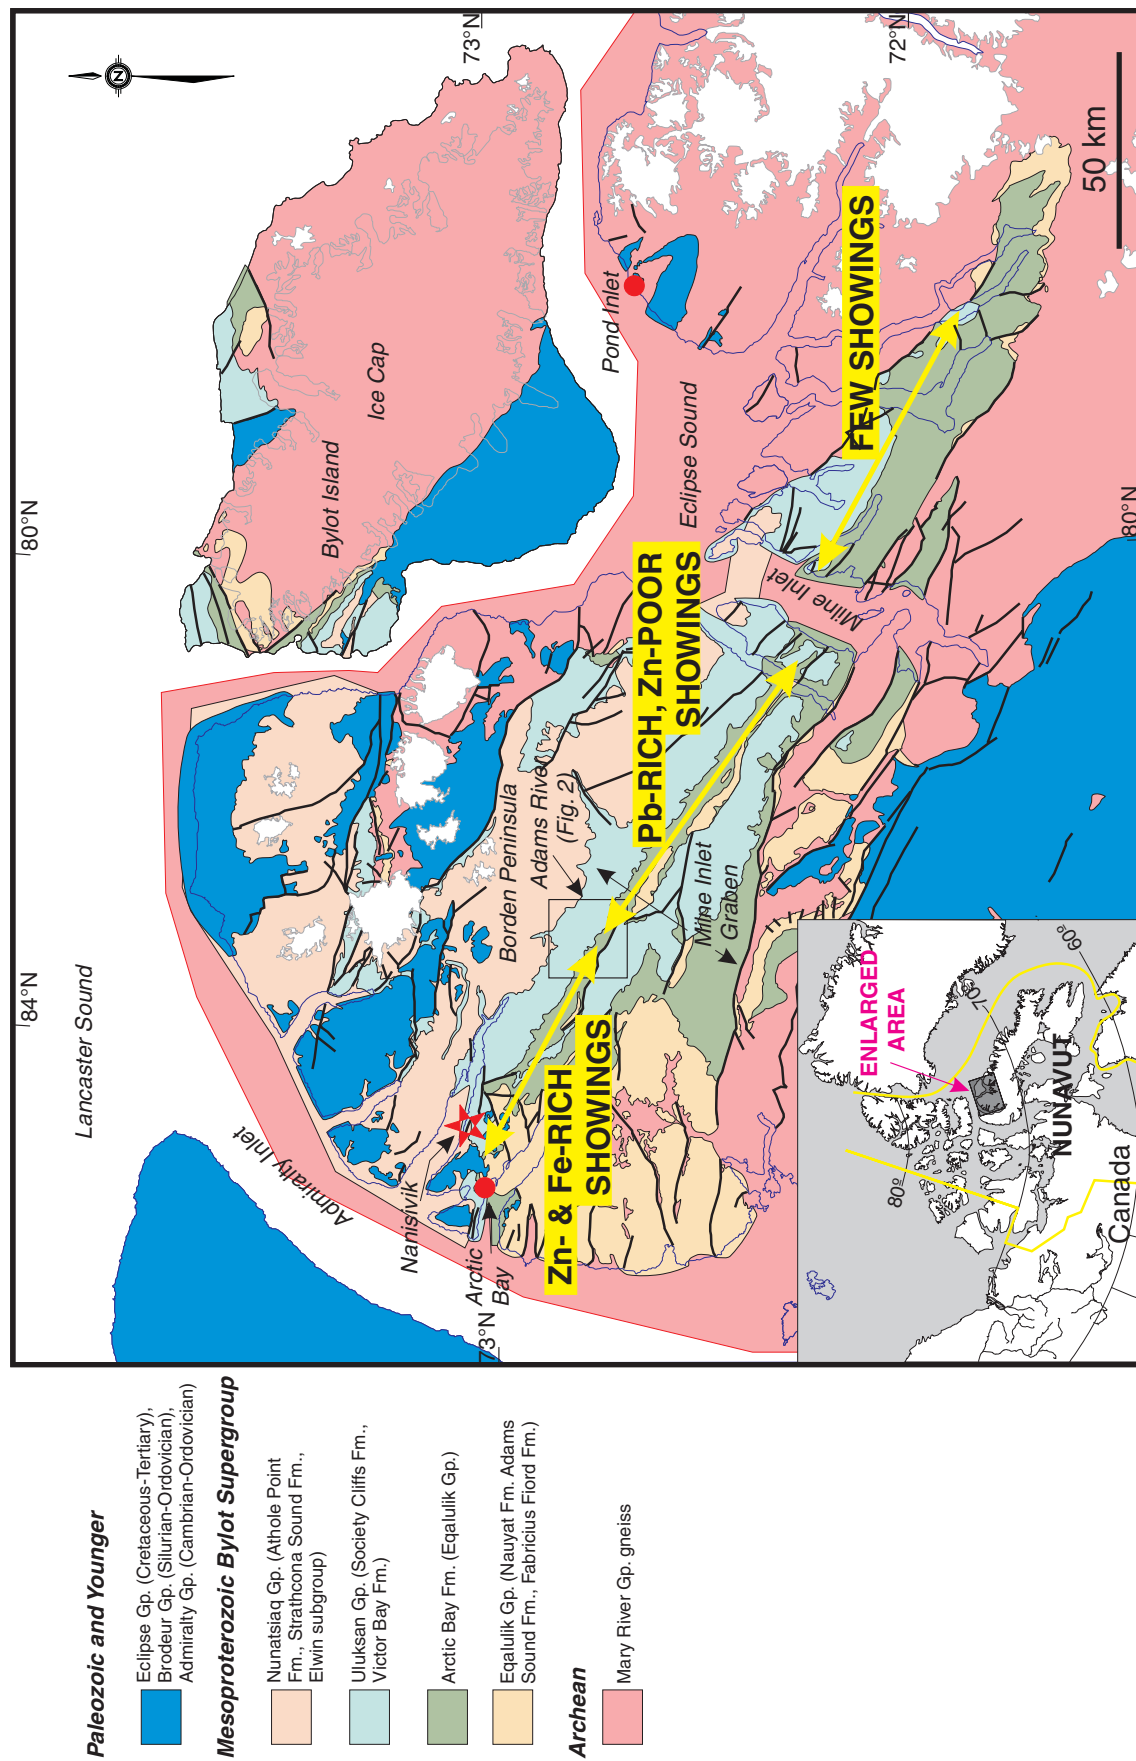 Lancaster Sound
84°N
80°N
N
Admiralty Inlet
Nanisivik
Arctic
Bay
73°N
73°N
72°N
80°N
Borden Peninsula
Adams River
(Fig. 2)
Bylot Island
Ice Cap
Pond Inlet
Eclipse Sound
Milne Inlet
Milne Inlet
Graben
Zn- & Fe-RICH
SHOWINGS
Pb-RICH, Zn-POOR
SHOWINGS
FEW SHOWINGS
50 km
ENLARGED
AREA
80º
70º
60º
NUNAVUT
Canada
Paleozoic and Younger
Eclipse Gp. (Cretaceous-Tertiary),
Brodeur Gp. (Silurian-Ordovician),
Admiralty Gp. (Cambrian-Ordovician)
Mesoproterozoic Bylot Supergroup
Nunatsiaq Gp. (Athole Point
Fm., Strathcona Sound Fm.,
Elwin subgroup)
Uluksan Gp. (Society Cliffs Fm.,
Victor Bay Fm.)
Arctic Bay Fm. (Eqalulik Gp.)
Eqalulik Gp. (Nauyat Fm. Adams
Sound Fm., Fabricius Fiord Fm.)
Archean
Mary River Gp. gneiss